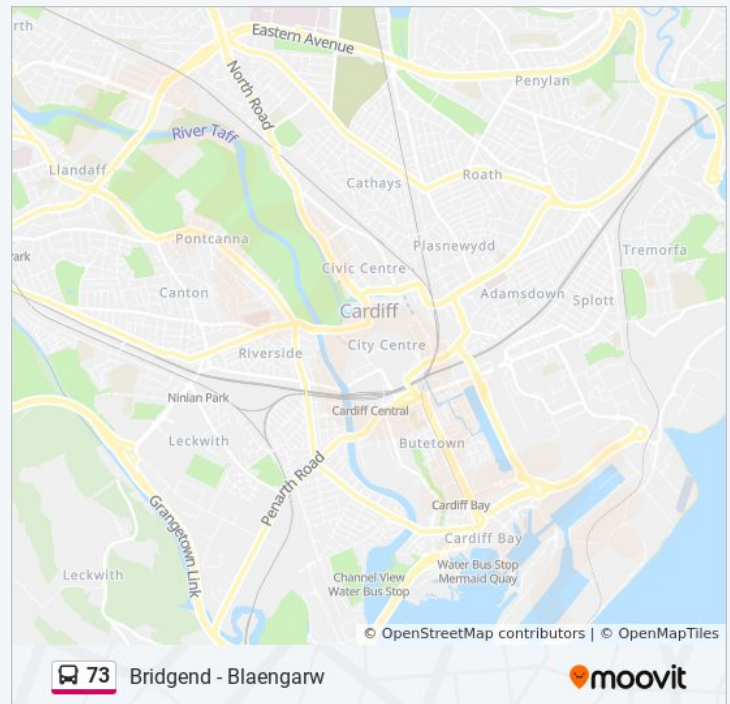 rth
Eastern Avenue
North Road
Penylan
River Taff
Llandaff
Cathays
Roath
Pontcanna
Plasnewydd
Tremorfa
ark
Civic Centre
Canton
Adamsdown
Splott
Cardiff
City Centre
Riverside
Ninian Park
Cardiff Central
Leckwith
Butetown
Penarth Road
Grangetown Link
Cardiff Bay
Cardiff Bay
Leckwith
Channel View
Water Bus Stop
Water Bus Stop
Mermaid Quay
© OpenStreetMap contributors | © OpenMapTiles
73 Bridgend - Blaengarw
moovit